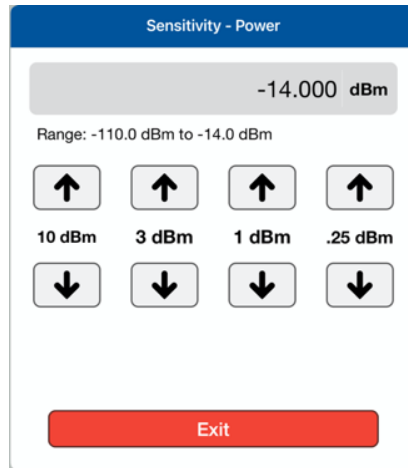 Sensitivity - Power
-14.000 dBm
Range: -110.0 dBm to -14.0 dBm
10 dBm 3 dBm 1 dBm .25 dBm
Exit